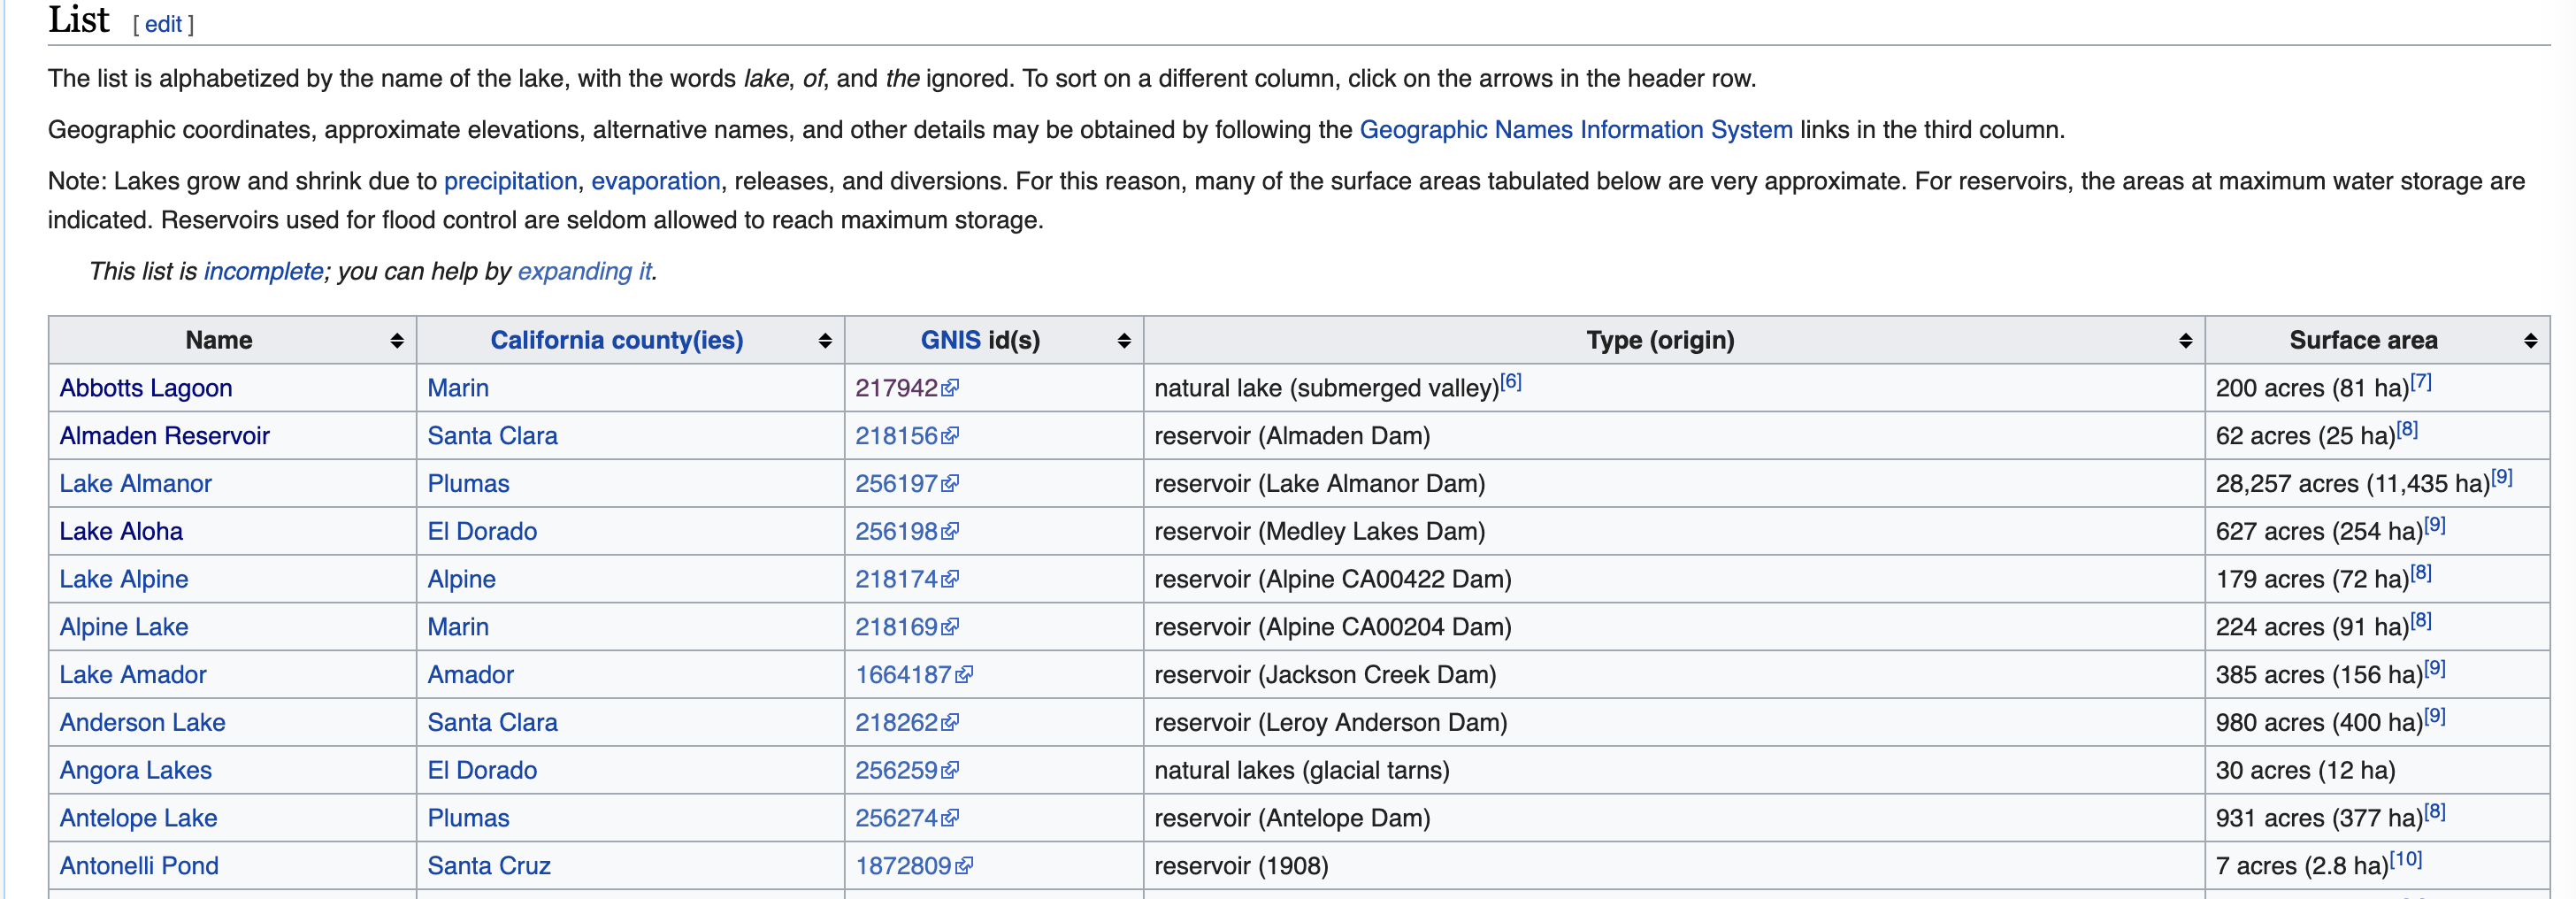 List [ edit ]
The list is alphabetized by the name of the lake, with the words lake, of, and the ignored. To sort on a different column, click on the arrows in the header row.
Geographic coordinates, approximate elevations, alternative names, and other details may be obtained by following the Geographic Names Information System links in the third column.
Note: Lakes grow and shrink due to precipitation, evaporation, releases, and diversions. For this reason, many of the surface areas tabulated below are very approximate. For reservoirs, the areas at maximum water storage are
indicated. Reservoirs used for flood control are seldom allowed to reach maximum storage.
This list is incomplete; you can help by expanding it.
Name California county(ies) GNIS id(s) Type (origin) Surface area
Abbotts Lagoon Marin 217942 natural lake (submerged valley)[6] 200 acres (81 ha)[7]
Almaden Reservoir Santa Clara 218156 reservoir (Almaden Dam) 62 acres (25 ha)[8]
Lake Almanor Plumas 256197 reservoir (Lake Almanor Dam) 28,257 acres (11,435 ha)[9]
Lake Aloha El Dorado 256198 reservoir (Medley Lakes Dam) 627 acres (254 ha)[9]
Lake Alpine Alpine 218174 reservoir (Alpine CA00422 Dam) 179 acres (72 ha)[8]
Alpine Lake Marin 218169 reservoir (Alpine CA00204 Dam) 224 acres (91 ha)[8]
Lake Amador Amador 1664187 reservoir (Jackson Creek Dam) 385 acres (156 ha)[9]
Anderson Lake Santa Clara 218262 reservoir (Leroy Anderson Dam) 980 acres (400 ha)[9]
Angora Lakes El Dorado 256259 natural lakes (glacial tarns) 30 acres (12 ha)
Antelope Lake Plumas 256274 reservoir (Antelope Dam) 931 acres (377 ha)[8]
Antonelli Pond Santa Cruz 1872809 reservoir (1908) 7 acres (2.8 ha)[10]